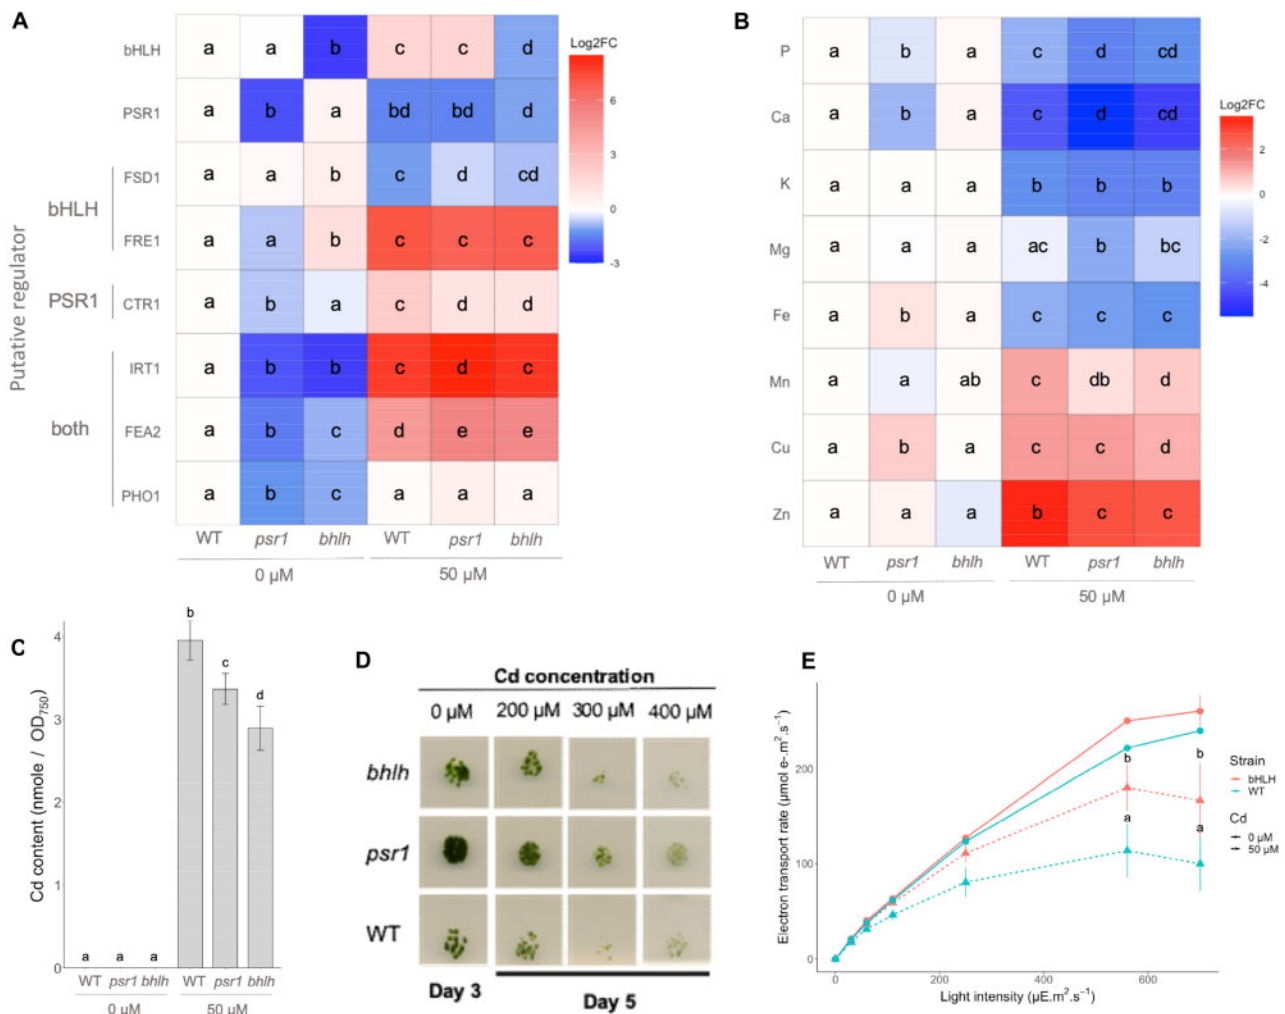 A
bHLH a a b c c d
PSR1 a b a bd bd d
FSD1 a a b c d cd
FRE1 a a b c c c
CTR1 a b a c d d
IRT1 a b b c d c
FEA2 a b c d e e
PHO1 a b c a a a
Putative regulator
bHLH
PSR1
both
WT psr1 bhlh WT psr1 bhlh
0 µM 50 µM
Log2FC
6
3
0
-3
B
P a b a c d cd
Ca a b a c d cd
K a a a b b b
Mg a a a ac b bc
Fe a b a c c c
Mn a a ab c db d
Cu a b a c c d
Zn a a a b c c
WT psr1 bhlh WT psr1 bhlh
0 µM 50 µM
Log2FC
2
0
-2
-4
C
Cd content (nmole / OD750)
4
3
2
1
0
a a a b c d
WT psr1 bhlh WT psr1 bhlh
0 µM 50 µM
D
Cd concentration
0 µM 200 µM 300 µM 400 µM
bhlh
psr1
WT
Day 3 Day 5
E
Electron transport rate (µmol e-.m².s⁻¹)
200
100
0
b b
a a
200 400 600
Light intensity (µE.m².s⁻¹)
Strain
bHLH
WT
Cd
0 µM
50 µM